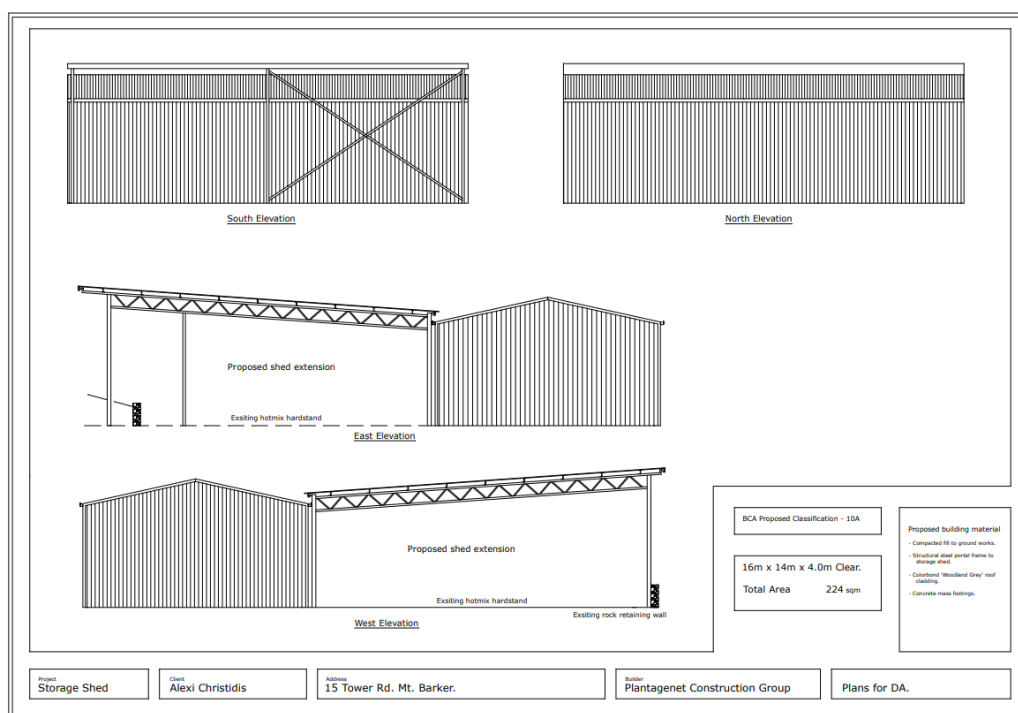 South Elevation
North Elevation
Proposed shed extension
Exsiting hotmix hardstand
East Elevation
Proposed shed extension
Exsiting hotmix hardstand
Exsiting rock retaining wall
West Elevation
BCA Proposed Classification - 10A
16m x 14m x 4.0m Clear.
Total Area 224 sqm
Proposed building material
- Compacted fill to ground works.
- Structural steel portal frame to
storage shed.
- Colorbond 'Woodland Grey' roof
cladding.
- Concrete mass footings.
Project
Storage Shed
Client
Alexi Christidis
Address
15 Tower Rd. Mt. Barker.
Builder
Plantagenet Construction Group
Plans for DA.